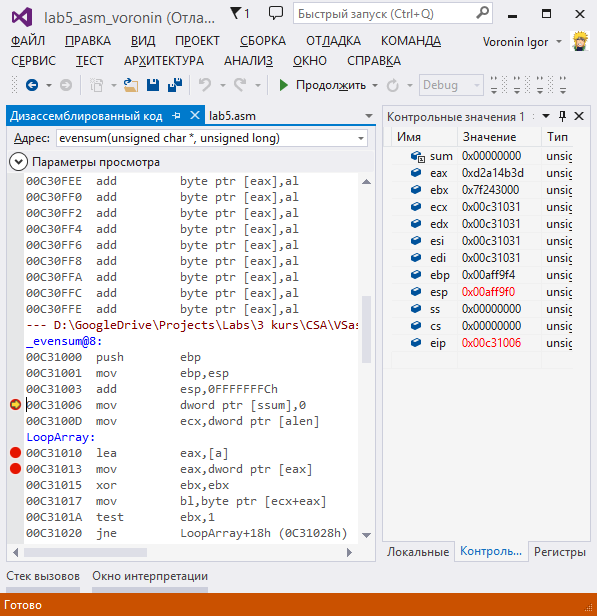 lab5_asm_voronin (Отла... 1 Быстрый запуск (Ctrl+Q)
ФАЙЛ ПРАВКА ВИД ПРОЕКТ СБОРКА ОТЛАДКА КОМАНДА Voronin Igor
СЕРВИС ТЕСТ АРХИТЕКТУРА АНАЛИЗ ОКНО СПРАВКА
Продолжить Debug
Дизассемблированный код lab5.asm
Адрес: evensum(unsigned char *, unsigned long)
Параметры просмотра
00C30FEE add byte ptr [eax],al
00C30FF0 add byte ptr [eax],al
00C30FF2 add byte ptr [eax],al
00C30FF4 add byte ptr [eax],al
00C30FF6 add byte ptr [eax],al
00C30FF8 add byte ptr [eax],al
00C30FFA add byte ptr [eax],al
00C30FFC add byte ptr [eax],al
00C30FFE add byte ptr [eax],al
--- D:\GoogleDrive\Projects\Labs\3 kurs\CSA\VSas
_evensum@8:
00C31000 push ebp
00C31001 mov ebp,esp
00C31003 add esp,0FFFFFFFCh
00C31006 mov dword ptr [ssum],0
00C3100D mov ecx,dword ptr [alen]
LoopArray:
00C31010 lea eax,[a]
00C31013 mov eax,dword ptr [eax]
00C31015 xor ebx,ebx
00C31017 mov bl,byte ptr [ecx+eax]
00C3101A test ebx,1
00C31020 jne LoopArray+18h (0C31028h)
Контрольные значения 1
Имя Значение Тип
sum 0x00000000 unsig
eax 0xd2a14b3d unsig
ebx 0x7f243000 unsig
ecx 0x00c31031 unsig
edx 0x00c31031 unsig
esi 0x00c31031 unsig
edi 0x00c31031 unsig
ebp 0x00aff9f4 unsig
esp 0x00aff9f0 unsig
ss 0x00000000 unsig
cs 0x00000000 unsig
eip 0x00c31006 unsig
Локальные Контроль... Регистры
Стек вызовов Окно интерпретации
Готово